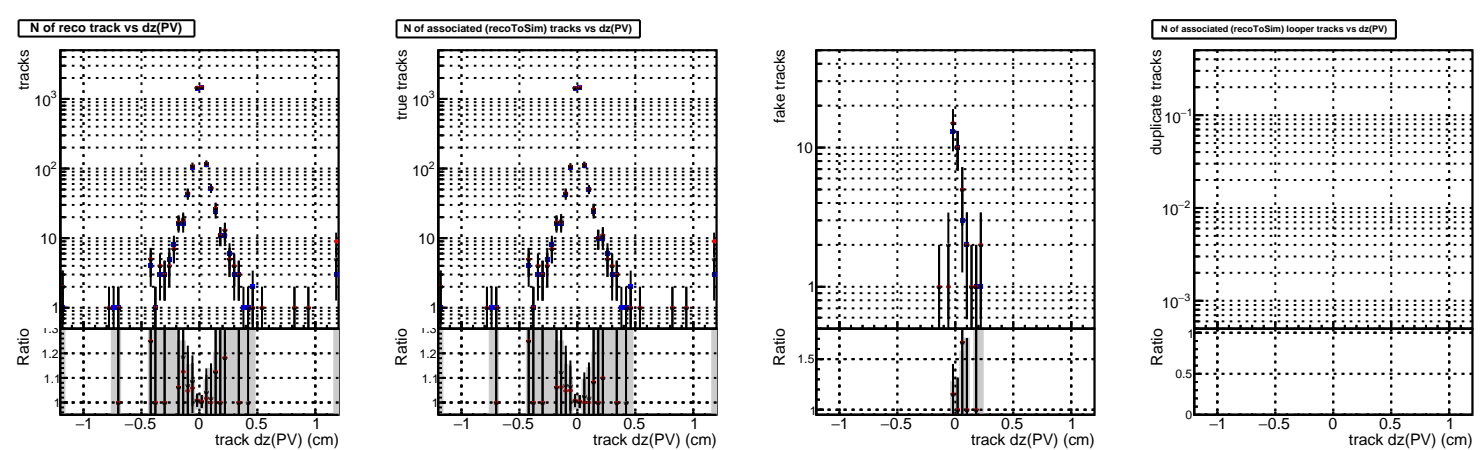 N of reco track vs dz(PV)
tracks
10³
10²
10
1
Ratio
1.3
1.2
1.1
1
−1 −0.5 0 0.5 1
track dz(PV) (cm)
N of associated (recoToSim) tracks vs dz(PV)
true tracks
10³
10²
10
1
Ratio
1.3
1.2
1.1
1
−1 −0.5 0 0.5 1
track dz(PV) (cm)
fake tracks
10
1
Ratio
1.5
1
−1 −0.5 0 0.5 1
track dz(PV) (cm)
N of associated (recoToSim) looper tracks vs dz(PV)
duplicate tracks
10⁻¹
10⁻²
10⁻³
Ratio
1
0.5
0
−1 −0.5 0 0.5 1
track dz(PV) (cm)